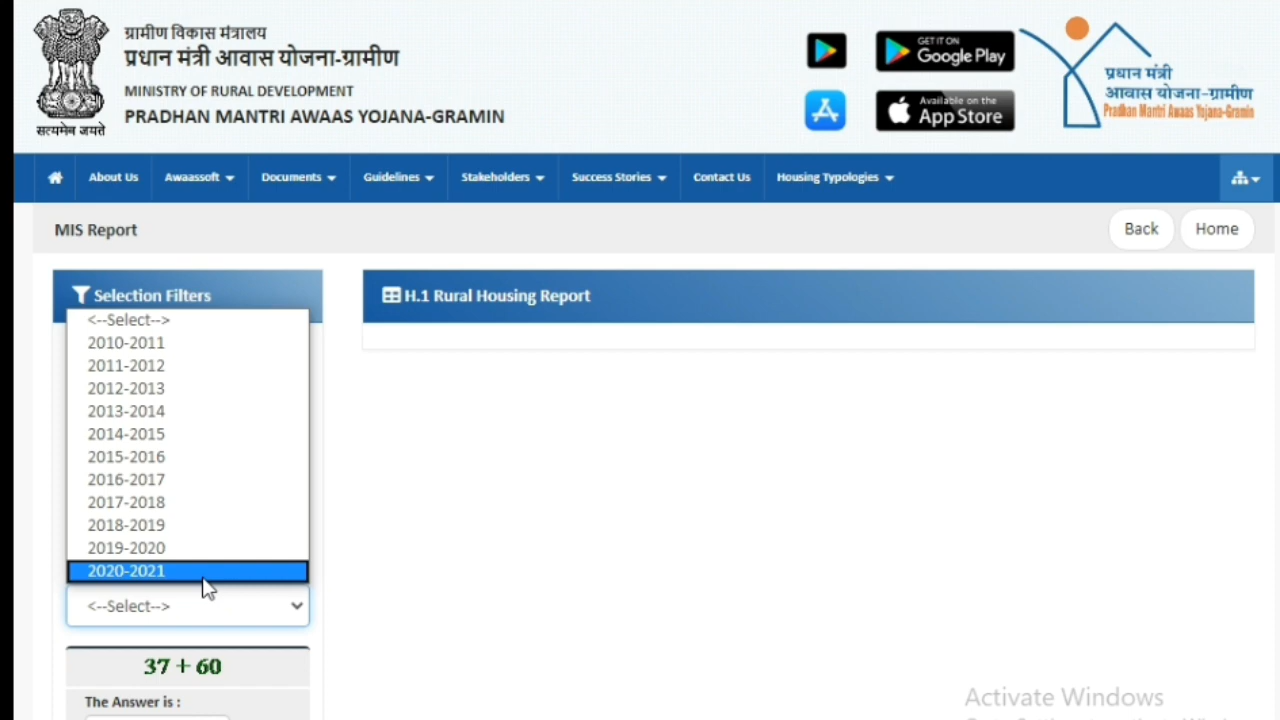 ग्रामीण विकास मंत्रालय
प्रधान मंत्री आवास योजना-ग्रामीण
MINISTRY OF RURAL DEVELOPMENT
PRADHAN MANTRI AWAAS YOJANA-GRAMIN
सत्यमेव जयते
GET IT ON
Google Play
Available on the
App Store
प्रधान मंत्री
आवास योजना-ग्रामीण
Pradhan Mantri Awaas Yojana-Gramin
About Us Awaassoft Documents Guidelines Stakeholders Success Stories Contact Us Housing Typologies
MIS Report
Back Home
Selection Filters
H.1 Rural Housing Report
<--Select-->
2010-2011
2011-2012
2012-2013
2013-2014
2014-2015
2015-2016
2016-2017
2017-2018
2018-2019
2019-2020
2020-2021
<--Select-->
37 + 60
The Answer is :
Activate Windows